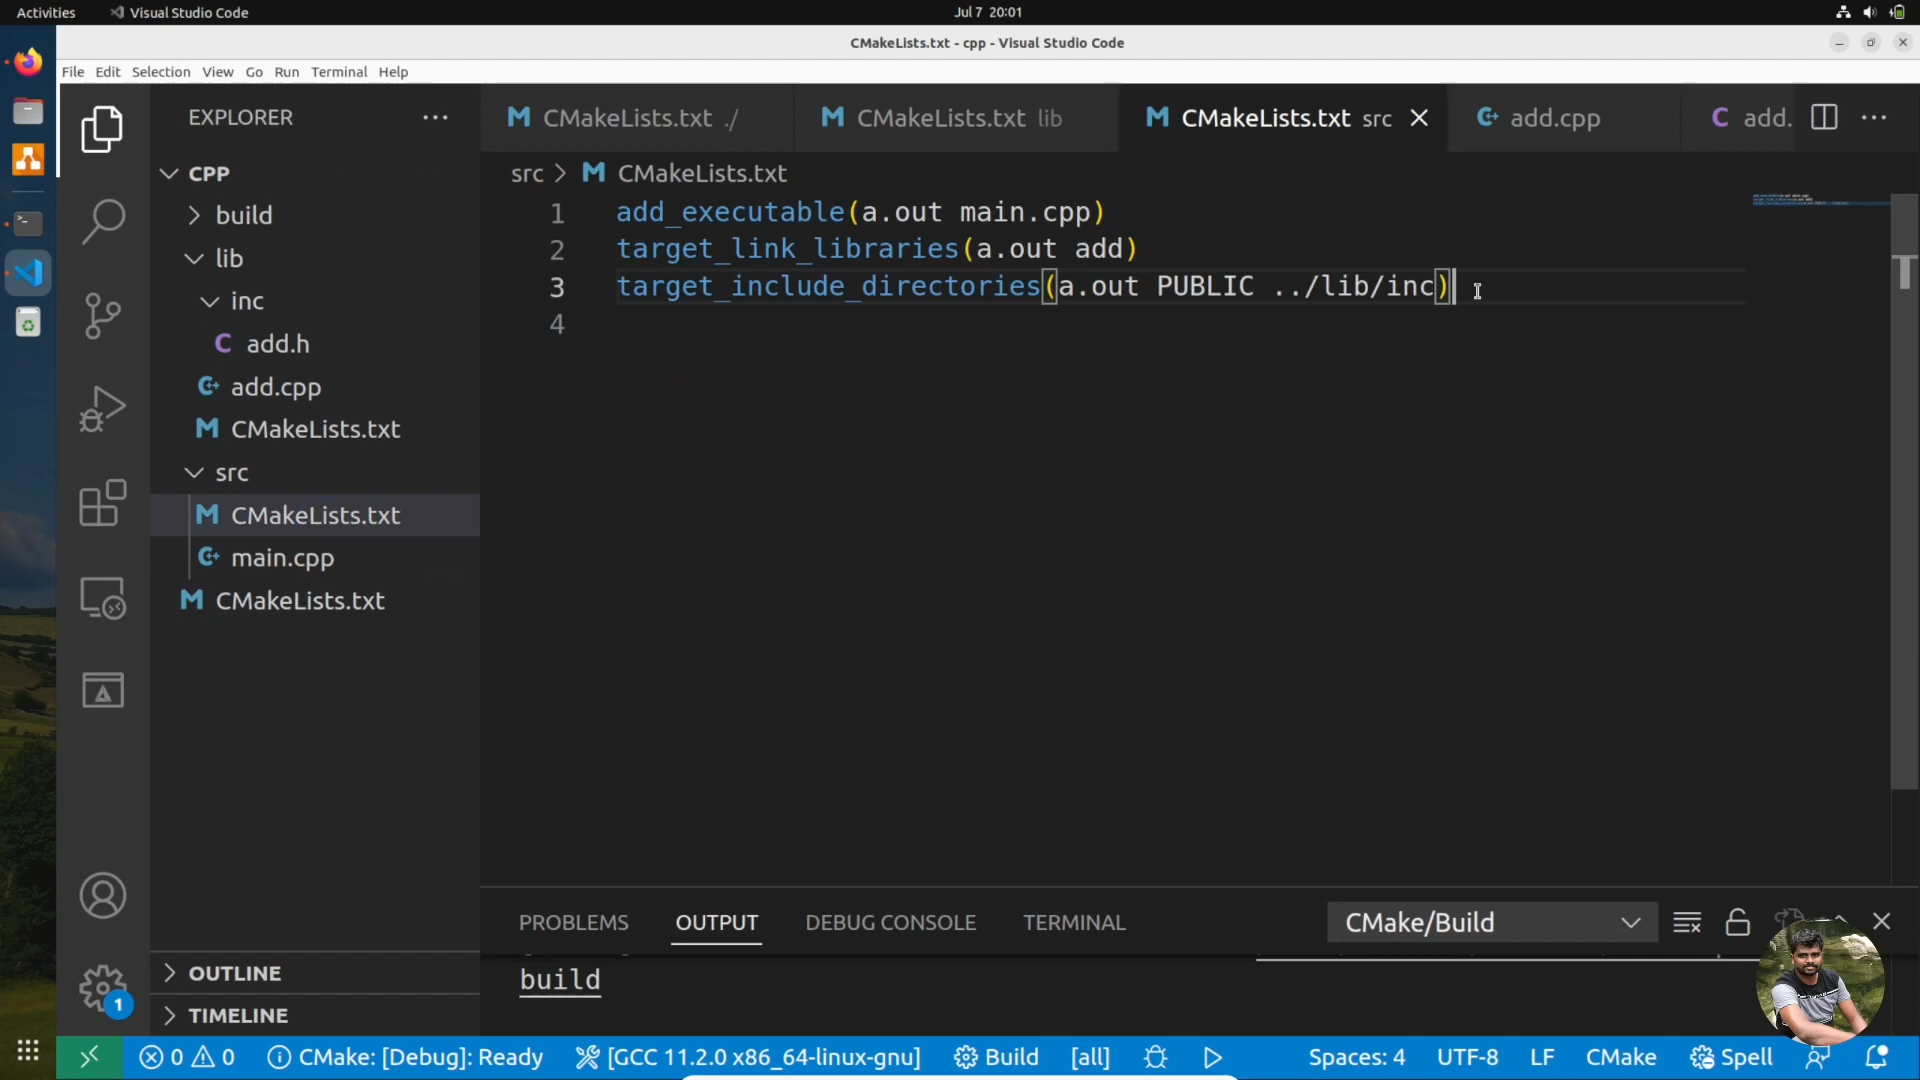 Activities Visual Studio Code Jul 7 20:01
CMakeLists.txt - cpp - Visual Studio Code
File Edit Selection View Go Run Terminal Help
EXPLORER
CPP
build
lib
inc
add.h
add.cpp
CMakeLists.txt
src
CMakeLists.txt
main.cpp
CMakeLists.txt
OUTLINE
TIMELINE
1
CMakeLists.txt ./ CMakeLists.txt lib CMakeLists.txt src add.cpp add.
src > CMakeLists.txt
1 add_executable(a.out main.cpp)
2 target_link_libraries(a.out add)
3 target_include_directories(a.out PUBLIC ../lib/inc)
4
PROBLEMS OUTPUT DEBUG CONSOLE TERMINAL CMake/Build
build
0 0 CMake: [Debug]: Ready [GCC 11.2.0 x86_64-linux-gnu] Build [all] Spaces: 4 UTF-8 LF CMake Spell